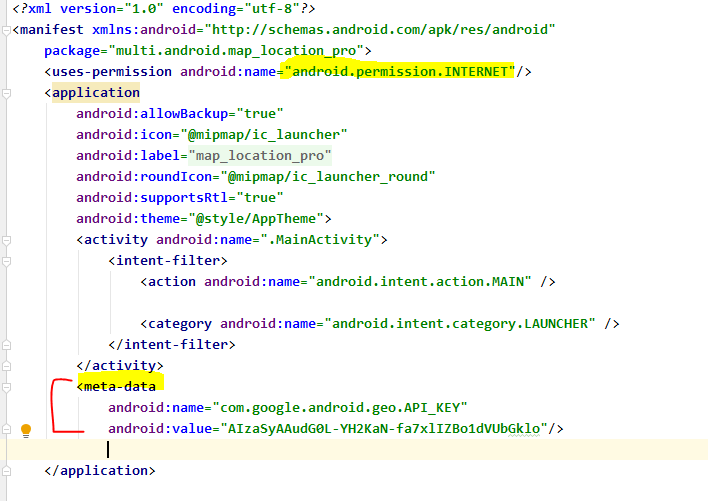 <?xml version="1.0" encoding="utf-8"?>
<manifest xmlns:android="http://schemas.android.com/apk/res/android"
package="multi.android.map_location_pro">
<uses-permission android:name="android.permission.INTERNET"/>
<application
android:allowBackup="true"
android:icon="@mipmap/ic_launcher"
android:label="map_location_pro"
android:roundIcon="@mipmap/ic_launcher_round"
android:supportsRtl="true"
android:theme="@style/AppTheme">
<activity android:name=".MainActivity">
<intent-filter>
<action android:name="android.intent.action.MAIN" />
<category android:name="android.intent.category.LAUNCHER" />
</intent-filter>
</activity>
<meta-data
android:name="com.google.android.geo.API_KEY"
android:value="AIzaSyAAudG0L-YH2KaN-fa7xlIZBo1dVUbGklo"/>
</application>